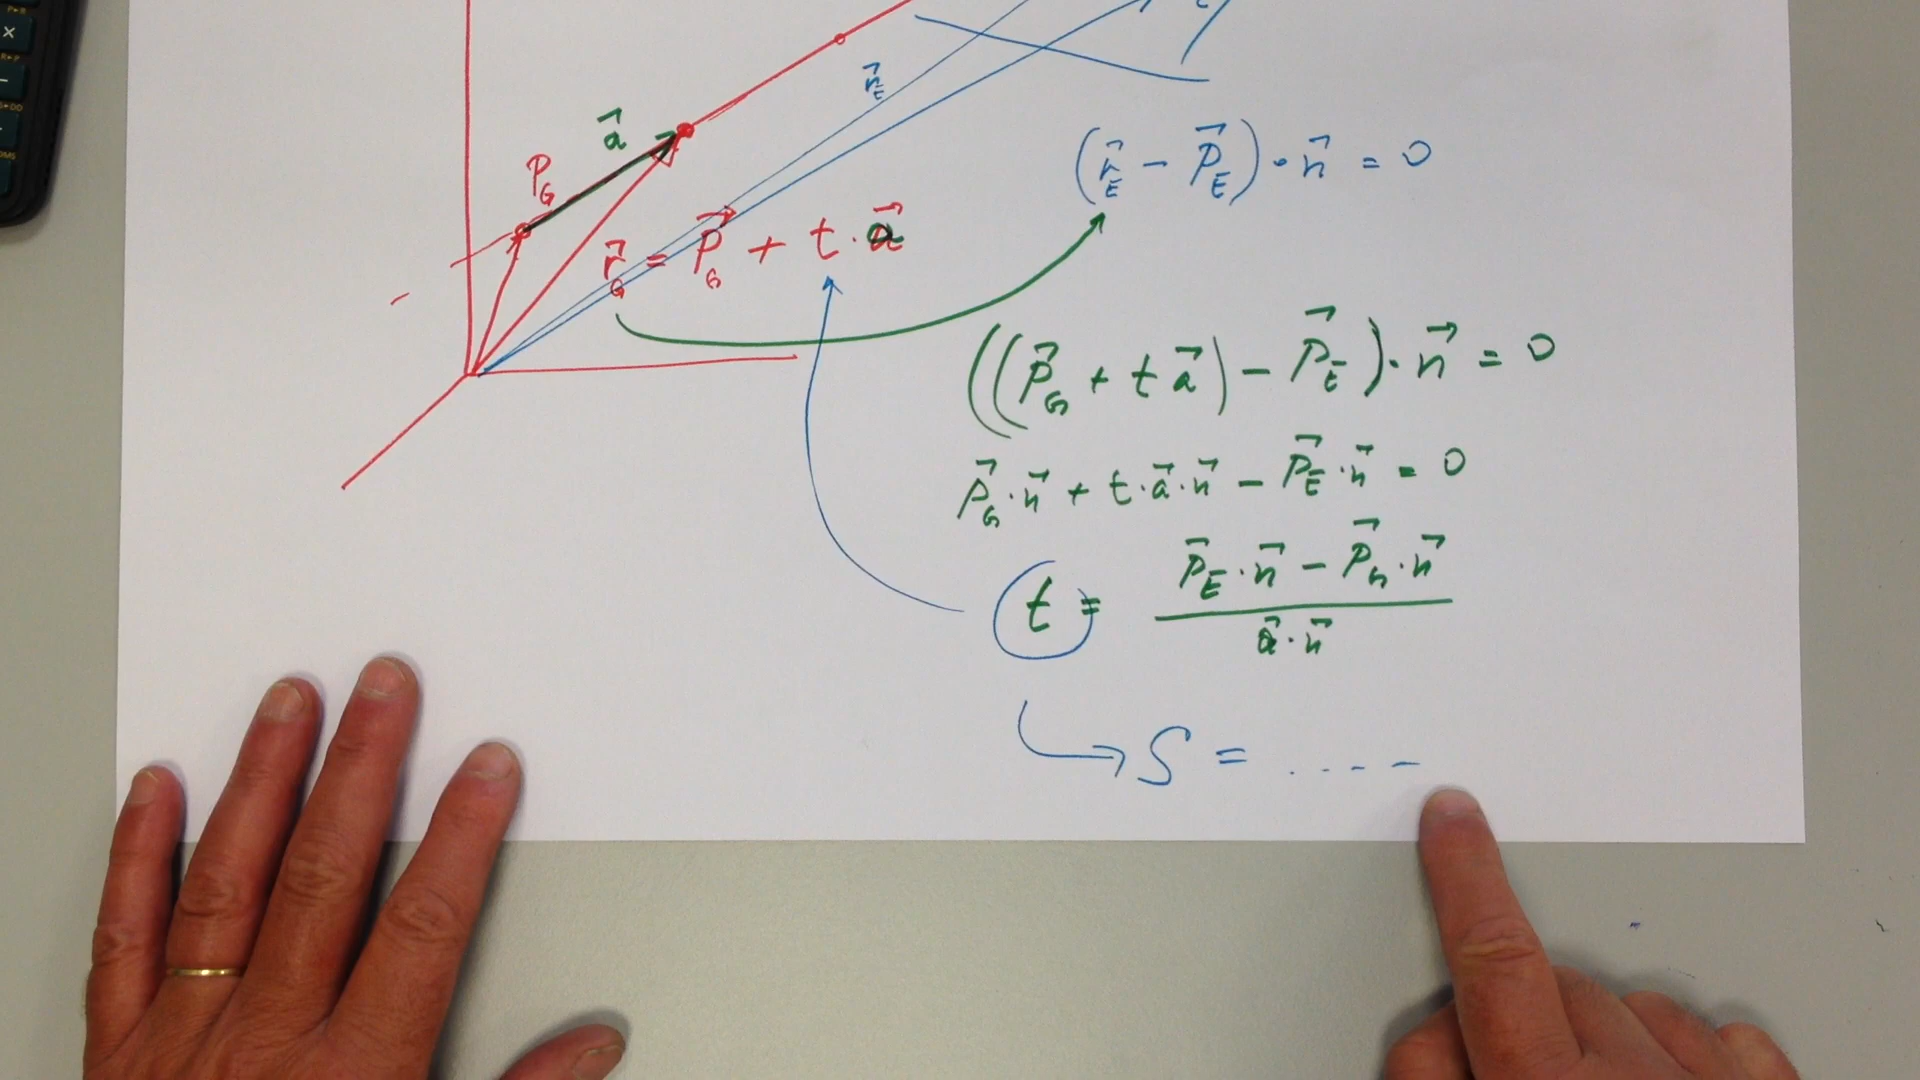 r⃗_E
a⃗
P_G
(r⃗_E − P⃗_E) · n⃗ = 0
r⃗_G = P⃗_G + t · a⃗
((P⃗_G + t a⃗) − P⃗_E) · n⃗ = 0
P⃗_G · n⃗ + t · a⃗ · n⃗ − P⃗_E · n⃗ = 0
t = (P⃗_E · n⃗ − P⃗_G · n⃗) / (a⃗ · n⃗)
S = ....